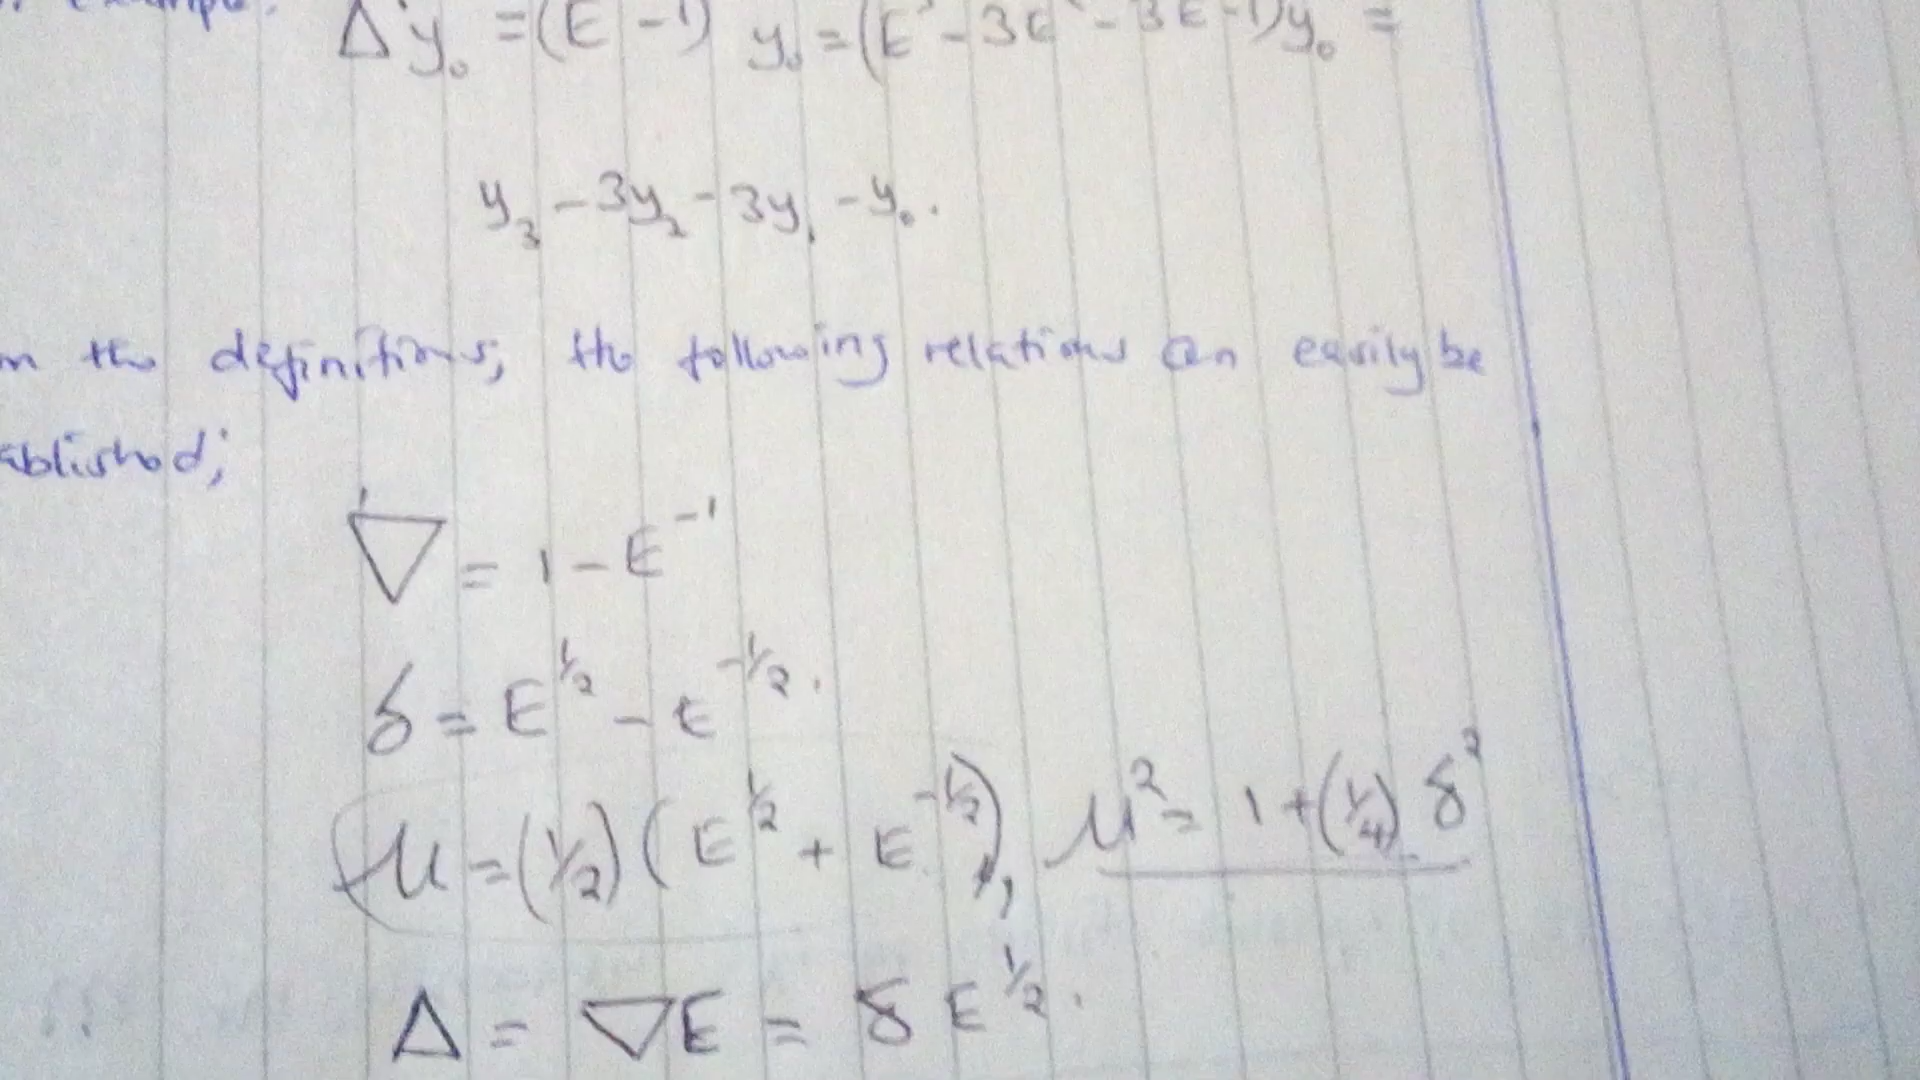 example.
Δ y₀ = (E - 1) y₀ = (E³ - 3E² - 3E - 1)y₀ =
y₃ - 3y₂ - 3y₁ - y₀.
the definitions, the following relations can easily be
ablished;
∇ = 1 - E⁻¹
δ = E^½ - E^-½.
μ = (½)(E^½ + E^-½), μ² = 1 + (¼) δ²
Δ = ∇E = δ E^½.